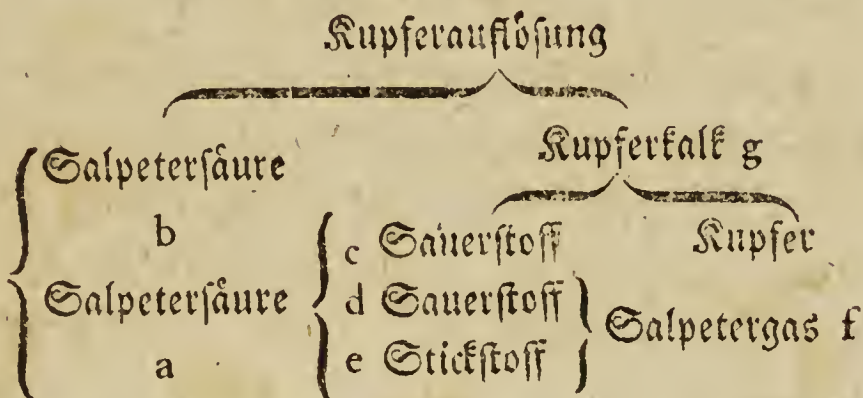 Kupferauflöſung
Kupferkalk g
Salpeterſäure
b
c Sauerſtoff Kupfer
Salpeterſäure d Sauerſtoff Salpetergas f
a e Stickſtoff